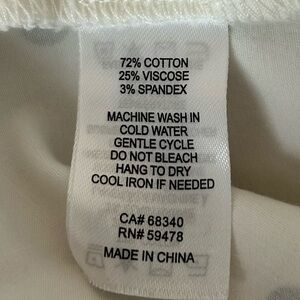 72% COTTON
25% VISCOSE
3% SPANDEX
MACHINE WASH IN
COLD WATER
GENTLE CYCLE
DO NOT BLEACH
HANG TO DRY
COOL IRON IF NEEDED
CA# 68340
RN# 59478
MADE IN CHINA